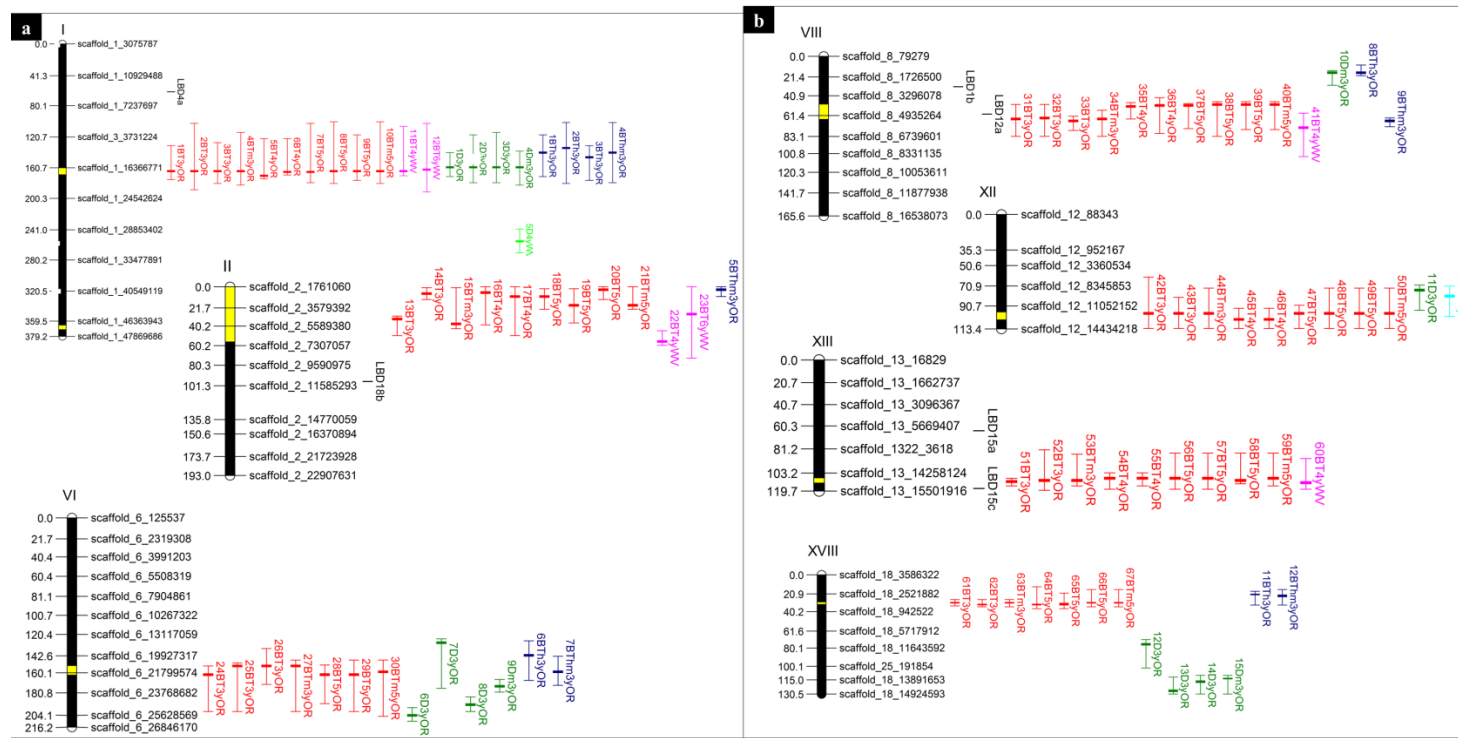 a
I
0.0 scaffold_1_3075787
41.3 scaffold_1_10929488
80.1 scaffold_1_7237697
120.7 scaffold_3_3731224
160.7 scaffold_1_16366771
200.3 scaffold_1_24542624
241.0 scaffold_1_28853402
280.2 scaffold_1_33477891
320.5 scaffold_1_40549119
359.5 scaffold_1_46363943
379.2 scaffold_1_47869686
LBD4a
1BT3yOR
2BT3yOR
3BT3yOR
4BTm3yOR
5BT4yOR
6BT4yOR
7BT5yOR
8BT5yOR
9BT5yOR
10BTm5yOR
11BT4yWV
12BT6yWV
1D3yOR
2D3yOR
3D3yOR
4Dm3yOR
1BTh3yOR
2BTh3yOR
3BTh3yOR
4BThm3yOR
5D4yWV
II
0.0 scaffold_2_1761060
21.7 scaffold_2_3579392
40.2 scaffold_2_5589380
60.2 scaffold_2_7307057
80.3 scaffold_2_9590975
101.3 scaffold_2_11585293
135.8 scaffold_2_14770059
150.6 scaffold_2_16370894
173.7 scaffold_2_21723928
193.0 scaffold_2_22907631
LBD18b
13BT3yOR
14BT3yOR
15BTm3yOR
16BT4yOR
17BT4yOR
18BT5yOR
19BT5yOR
20BT5yOR
21BTm5yOR
22BT4yWV
23BT6yWV
5BThm3yOR
VI
0.0 scaffold_6_125537
21.7 scaffold_6_2319308
40.4 scaffold_6_3991203
60.4 scaffold_6_5508319
81.1 scaffold_6_7904861
100.7 scaffold_6_10267322
120.4 scaffold_6_13117059
142.6 scaffold_6_19927317
160.1 scaffold_6_21799574
180.8 scaffold_6_23768682
204.1 scaffold_6_25628569
216.2 scaffold_6_26846170
24BT3yOR
25BT3yOR
26BT3yOR
27BTm3yOR
28BT5yOR
29BT5yOR
30BTm5yOR
6D3yOR
7D3yOR
8D3yOR
9Dm3yOR
6BTh3yOR
7BThm3yOR
b
VIII
0.0 scaffold_8_79279
21.4 scaffold_8_1726500
40.9 scaffold_8_3296078
61.4 scaffold_8_4935264
83.1 scaffold_8_6739601
100.8 scaffold_8_8331135
120.3 scaffold_8_10053611
141.7 scaffold_8_11877938
165.6 scaffold_8_16538073
LBD1b
LBD12a
31BT3yOR
32BT3yOR
33BT3yOR
34BTm3yOR
35BT4yOR
36BT4yOR
37BT5yOR
38BT5yOR
39BT5yOR
40BTm5yOR
41BT4yWV
10Dm3yOR
8BTh3yOR
9BThm3yOR
XII
0.0 scaffold_12_88343
35.3 scaffold_12_952167
50.6 scaffold_12_3360534
70.9 scaffold_12_8345853
90.7 scaffold_12_11052152
113.4 scaffold_12_14434218
42BT3yOR
43BT3yOR
44BTm3yOR
45BT4yOR
46BT4yOR
47BT5yOR
48BT5yOR
49BT5yOR
50BTm5yOR
11D3yOR
XIII
0.0 scaffold_13_16829
20.7 scaffold_13_1662737
40.7 scaffold_13_3096367
60.3 scaffold_13_5669407
81.2 scaffold_1322_3618
103.2 scaffold_13_14258124
119.7 scaffold_13_15501916
LBD15a
LBD15c
51BT3yOR
52BT3yOR
53BTm3yOR
54BT4yOR
55BT4yOR
56BT5yOR
57BT5yOR
58BT5yOR
59BTm5yOR
60BT4yWV
XVIII
0.0 scaffold_18_3586322
20.9 scaffold_18_2521882
40.2 scaffold_18_942522
61.6 scaffold_18_5717912
80.1 scaffold_18_11643592
100.1 scaffold_25_191854
115.0 scaffold_18_13891653
130.5 scaffold_18_14924593
61BT3yOR
62BT3yOR
63BTm3yOR
64BT5yOR
65BT5yOR
66BT5yOR
67BTm5yOR
12D3yOR
13D3yOR
14D3yOR
15Dm3yOR
11BTh3yOR
12BThm3yOR